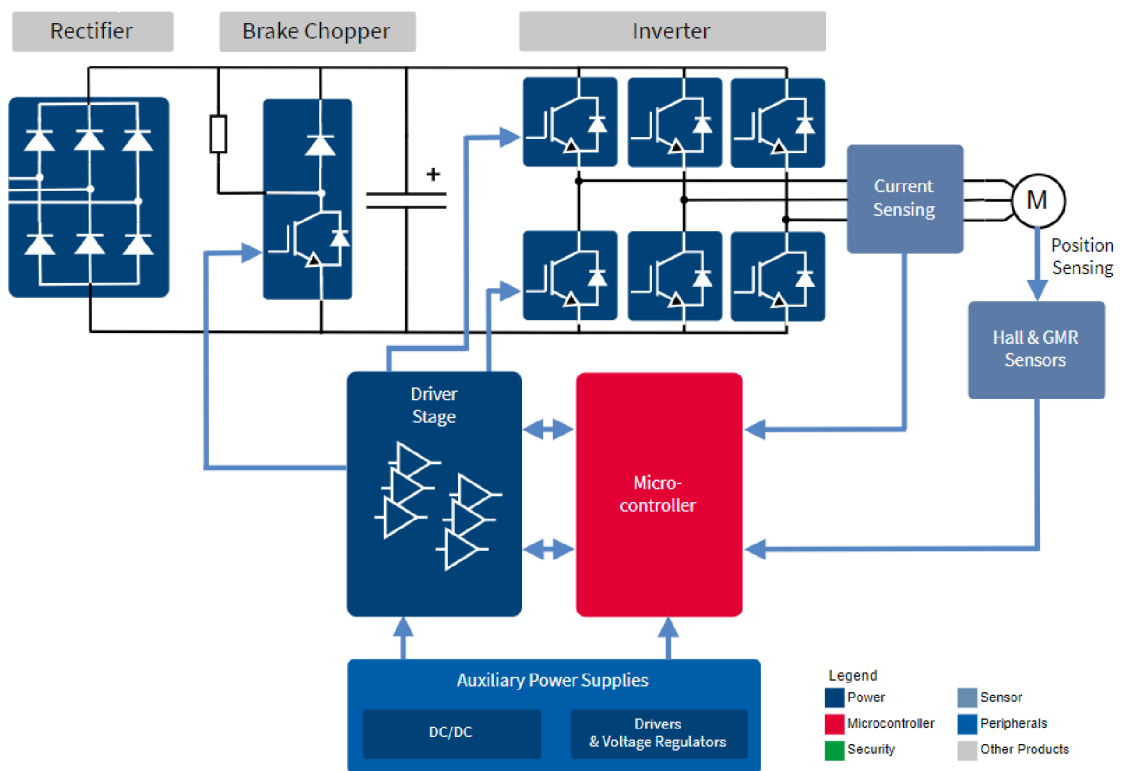 Rectifier
Brake Chopper
Inverter
+
Current
Sensing
M
Position
Sensing
Hall & GMR
Sensors
Driver
Stage
Micro-
controller
Auxiliary Power Supplies
DC/DC
Drivers
& Voltage Regulators
Legend
Power
Sensor
Microcontroller
Peripherals
Security
Other Products